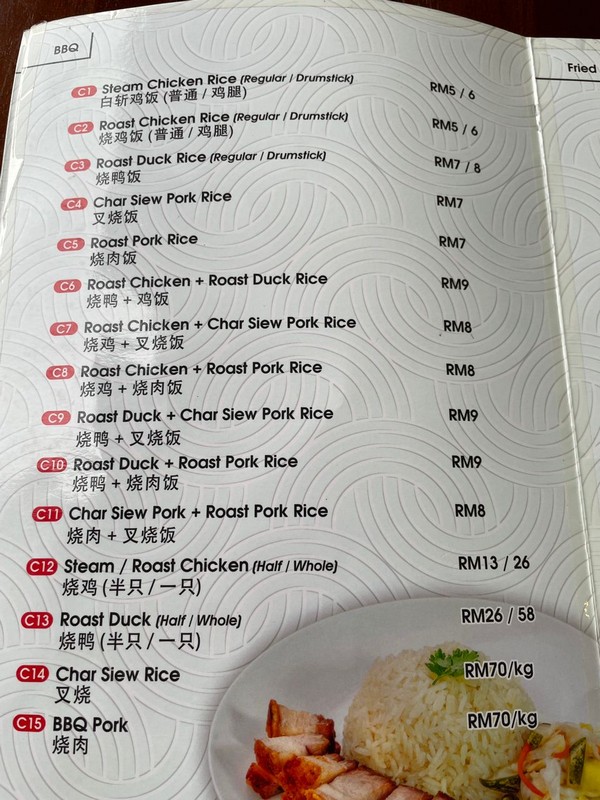 BBQ
Fried
C1 Steam Chicken Rice (Regular / Drumstick) RM5 / 6
白斩鸡饭 (普通 / 鸡腿)
C2 Roast Chicken Rice (Regular / Drumstick) RM5 / 6
烧鸡饭 (普通 / 鸡腿)
C3 Roast Duck Rice (Regular / Drumstick) RM7 / 8
烧鸭饭
C4 Char Siew Pork Rice RM7
叉烧饭
C5 Roast Pork Rice RM7
烧肉饭
C6 Roast Chicken + Roast Duck Rice RM9
烧鸭 + 鸡饭
C7 Roast Chicken + Char Siew Pork Rice RM8
烧鸡 + 叉烧饭
C8 Roast Chicken + Roast Pork Rice RM8
烧鸡 + 烧肉饭
C9 Roast Duck + Char Siew Pork Rice RM9
烧鸭 + 叉烧饭
C10 Roast Duck + Roast Pork Rice RM9
烧鸭 + 烧肉饭
C11 Char Siew Pork + Roast Pork Rice RM8
烧肉 + 叉烧饭
C12 Steam / Roast Chicken (Half / Whole) RM13 / 26
烧鸡 (半只 / 一只)
C13 Roast Duck (Half / Whole) RM26 / 58
烧鸭 (半只 / 一只)
C14 Char Siew Rice RM70/kg
叉烧
C15 BBQ Pork RM70/kg
烧肉